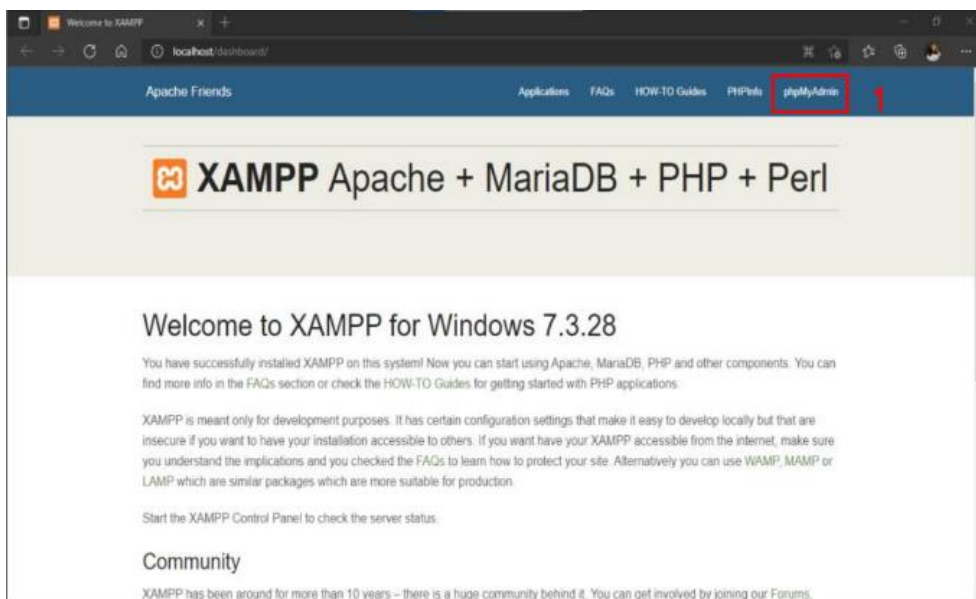 Welcome to XAMPP
localhost/dashboard/
Apache Friends
Applications FAQs HOW-TO Guides PHPInfo phpMyAdmin 1
XAMPP Apache + MariaDB + PHP + Perl
Welcome to XAMPP for Windows 7.3.28
You have successfully installed XAMPP on this system! Now you can start using Apache, MariaDB, PHP and other components. You can
find more info in the FAQs section or check the HOW-TO Guides for getting started with PHP applications.
XAMPP is meant only for development purposes. It has certain configuration settings that make it easy to develop locally but that are
insecure if you want to have your installation accessible to others. If you want have your XAMPP accessible from the internet, make sure
you understand the implications and you checked the FAQs to learn how to protect your site. Alternatively you can use WAMP, MAMP or
LAMP which are similar packages which are more suitable for production.
Start the XAMPP Control Panel to check the server status.
Community
XAMPP has been around for more than 10 years – there is a huge community behind it. You can get involved by joining our Forums,